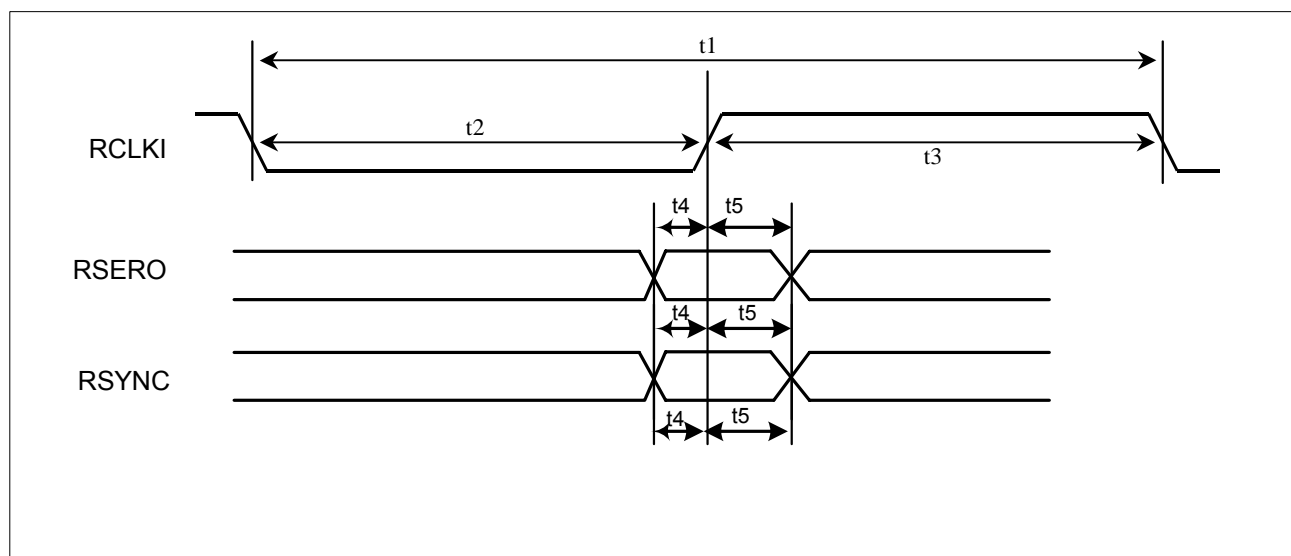 t1
t2
RCLKI
t3
t4 t5
RSERO
t4 t5
RSYNC
t4 t5